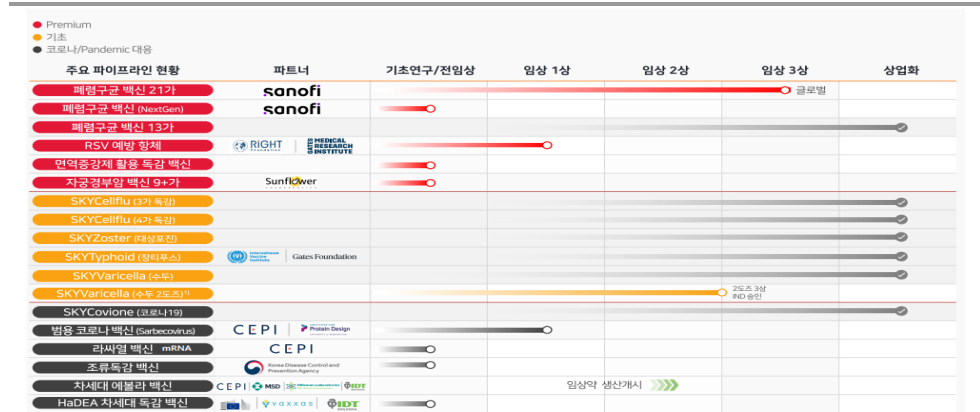 Premium
기초
코로나/Pandemic 대응
주요 파이프라인 현황 파트너 기초연구/전임상 임상 1상 임상 2상 임상 3상 상업화
폐렴구균 백신 21가 sanofi 글로벌
폐렴구균 백신 (NextGen) sanofi
폐렴구균 백신 13가
RSV 예방 항체 RIGHT Foundation GATES MEDICAL RESEARCH INSTITUTE
면역증강제 활용 독감 백신
자궁경부암 백신 9+가 Sunflower
SKYCellflu (3가 독감)
SKYCellflu (4가 독감)
SKYZoster (대상포진)
SKYTyphoid (장티푸스) International Vaccine Institute Gates Foundation
SKYVaricella (수두)
SKYVaricella (수두 2도즈)¹⁾ 2도즈 3상
IND 승인
SKYCovione (코로나19)
범용 코로나 백신 (Sarbecovirus) CEPI Protein Design
라싸열 백신 mRNA CEPI
조류독감 백신 Korea Disease Control and
Prevention Agency
차세대 에볼라 백신 CEPI MSD IDT 임상약 생산개시
HaDEA 차세대 독감 백신 vaxxas IDT